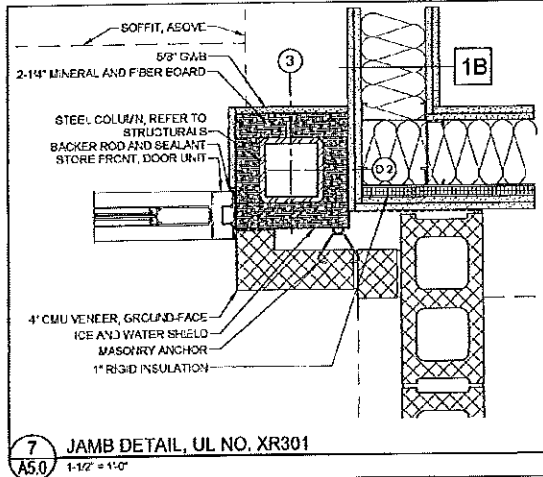 SOFFIT, ABOVE
5/8" GWB
2-1/4" MINERAL AND FIBER BOARD
STEEL COLUMN, REFER TO
STRUCTURALS
BACKER ROD AND SEALANT
STORE FRONT, DOOR UNIT
3
1B
D.2
4" CMU VENEER, GROUND-FACE
ICE AND WATER SHIELD
MASONRY ANCHOR
1" RIGID INSULATION
7
A5.0
JAMB DETAIL, UL NO. XR301
1-1/2" = 1'-0"